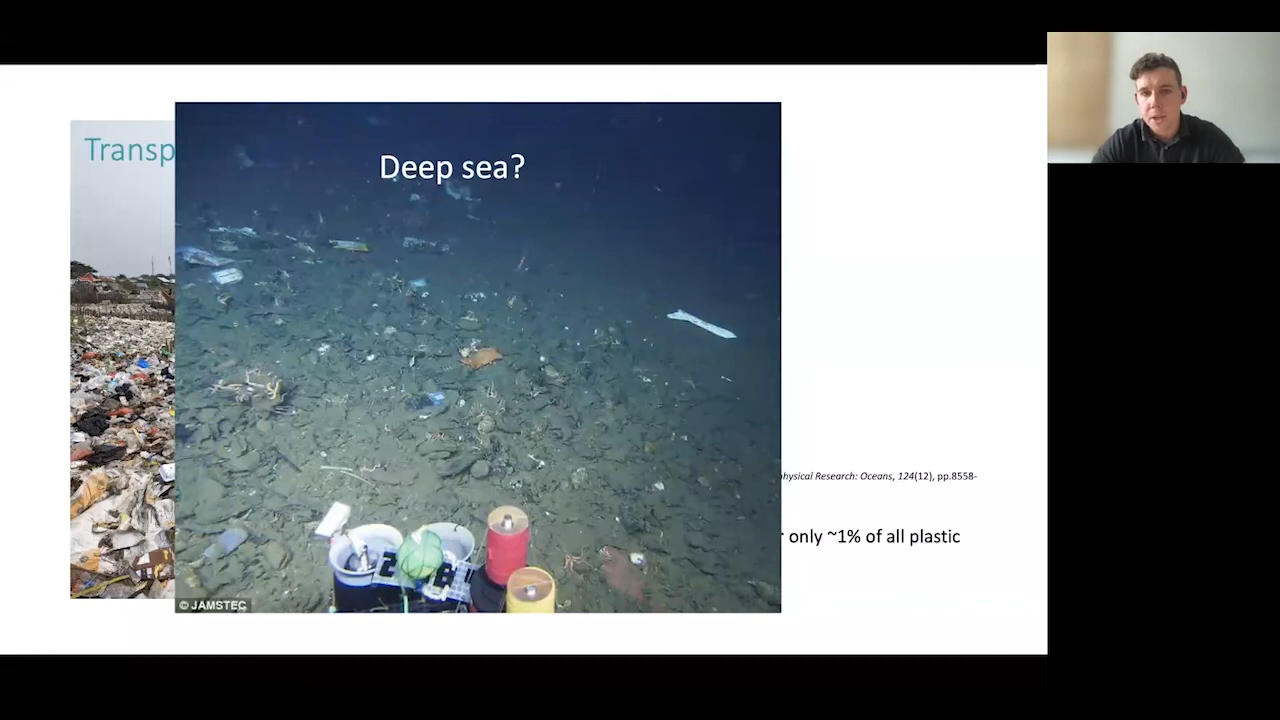 Transp
Deep sea?
physical Research: Oceans, 124(12), pp.8558-
only ~1% of all plastic
© JAMSTEC